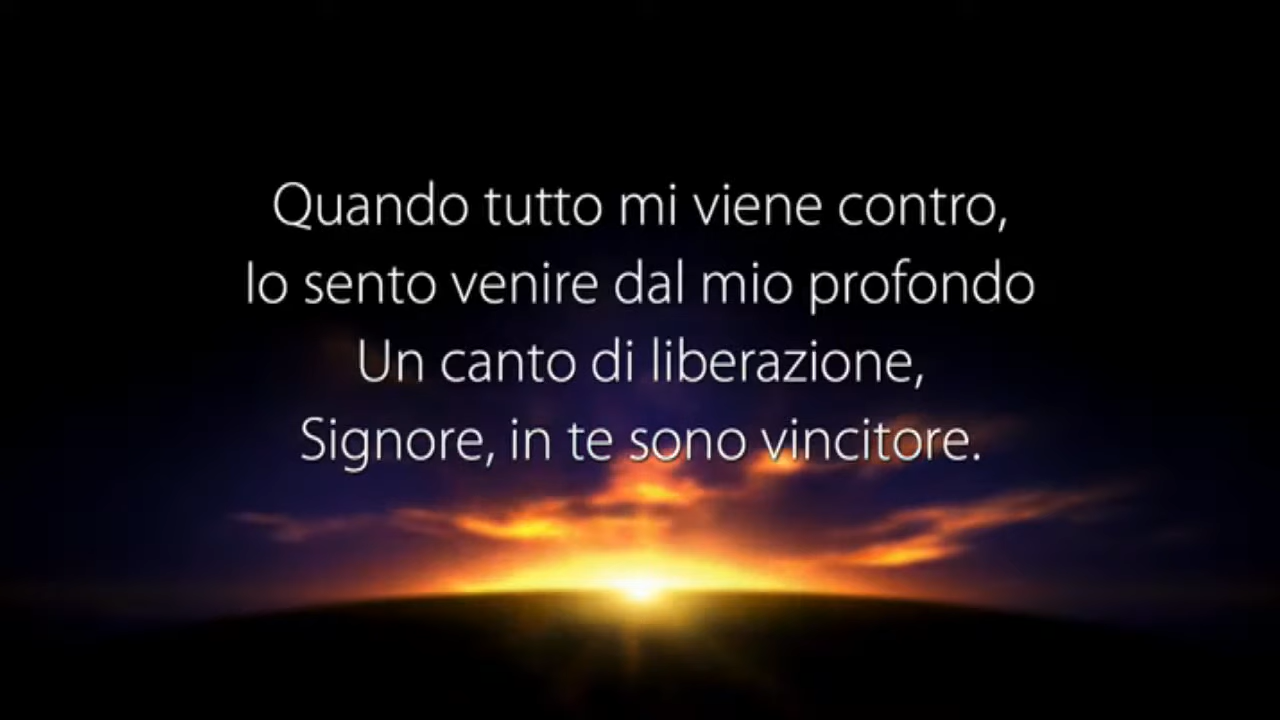 Quando tutto mi viene contro,
Io sento venire dal mio profondo
Un canto di liberazione,
Signore, in te sono vincitore.